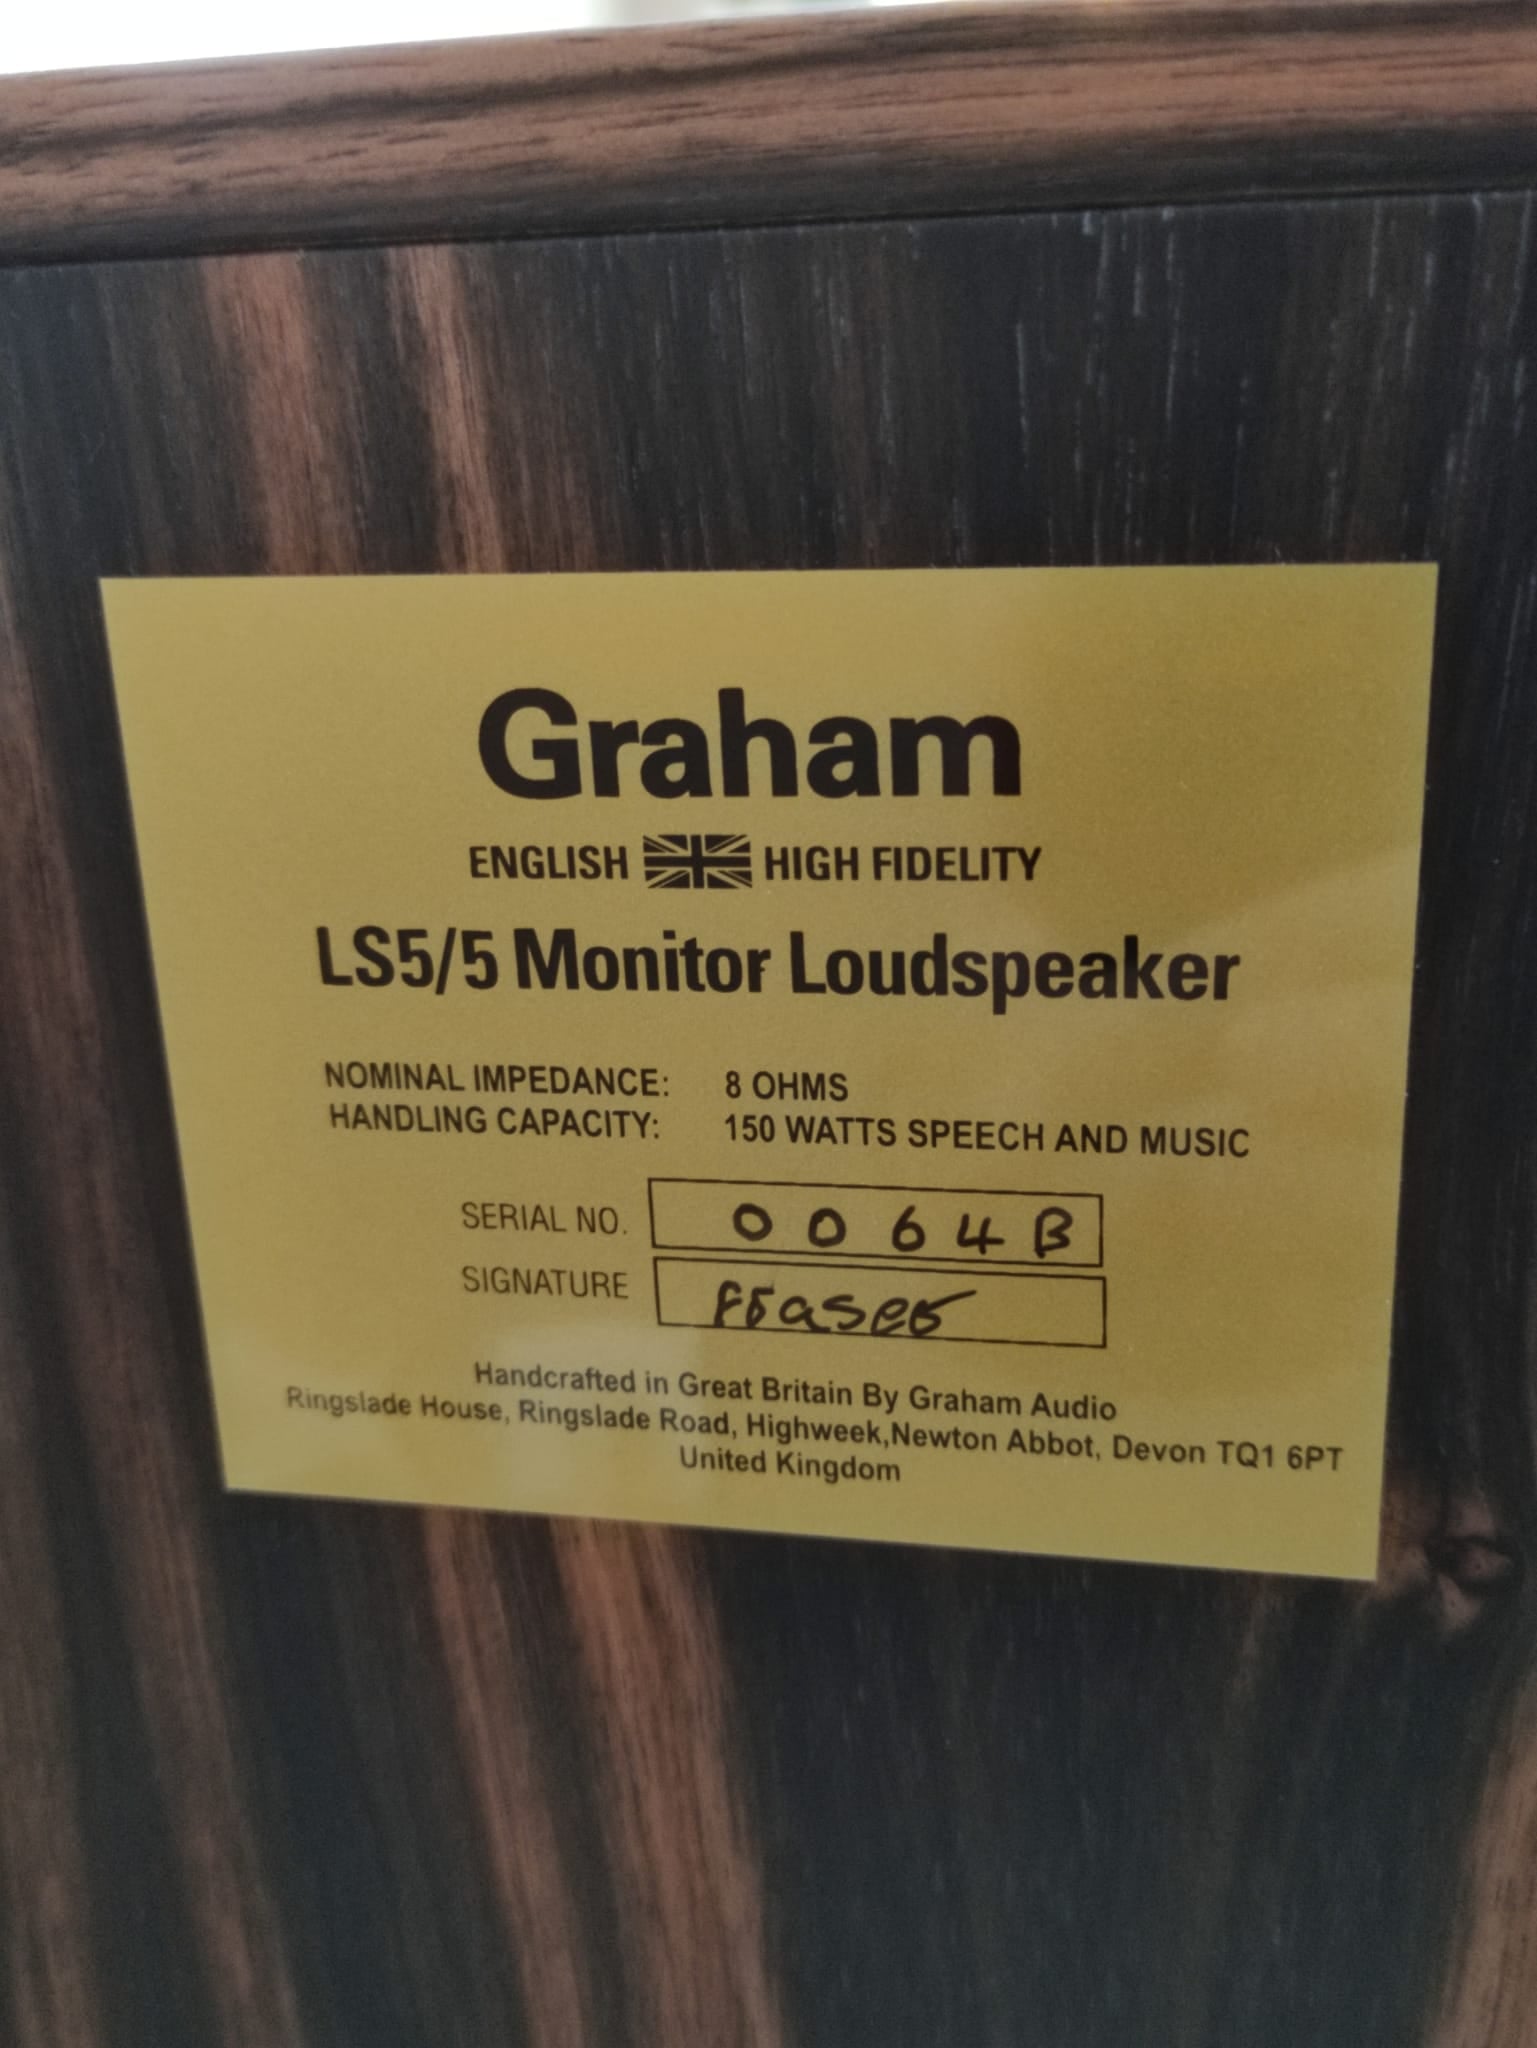 Graham
ENGLISH HIGH FIDELITY
LS5/5 Monitor Loudspeaker
NOMINAL IMPEDANCE: 8 OHMS
HANDLING CAPACITY: 150 WATTS SPEECH AND MUSIC
SERIAL NO. 0064B
SIGNATURE Fraser
Handcrafted in Great Britain By Graham Audio
Ringslade House, Ringslade Road, Highweek,Newton Abbot, Devon TQ1 6PT
United Kingdom